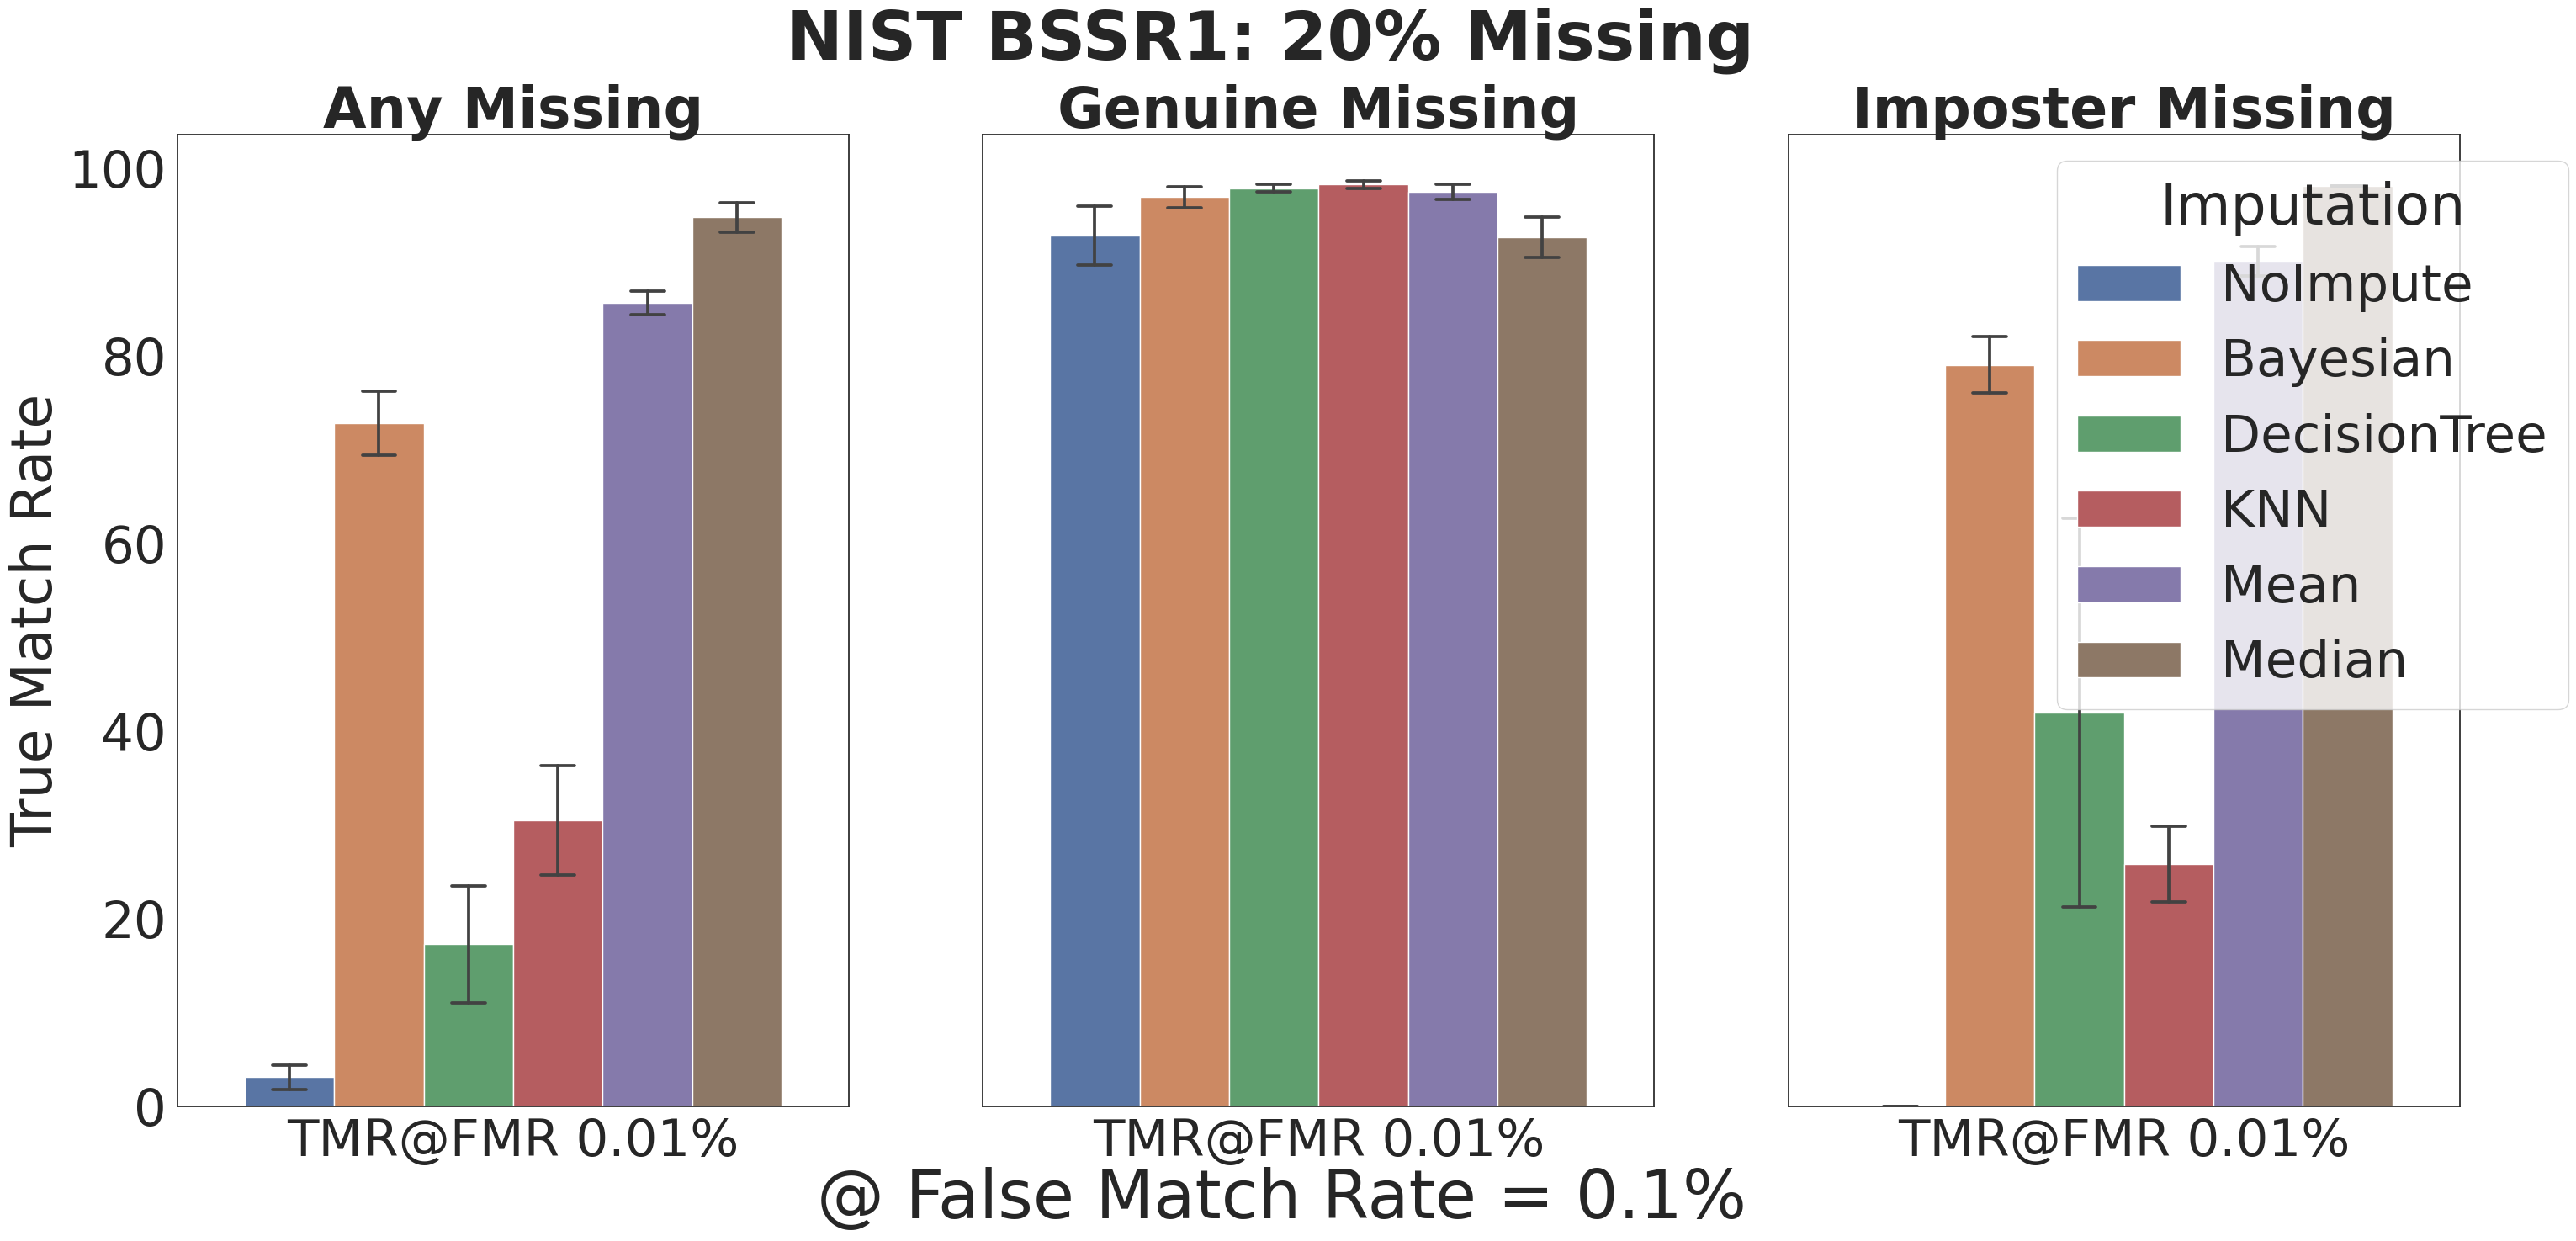 NIST BSSR1: 20% Missing
Any Missing
Genuine Missing
Imposter Missing
True Match Rate
100
80
60
40
20
0
Imputation
NoImpute
Bayesian
DecisionTree
KNN
Mean
Median
TMR@FMR 0.01%
TMR@FMR 0.01%
TMR@FMR 0.01%
@ False Match Rate = 0.1%